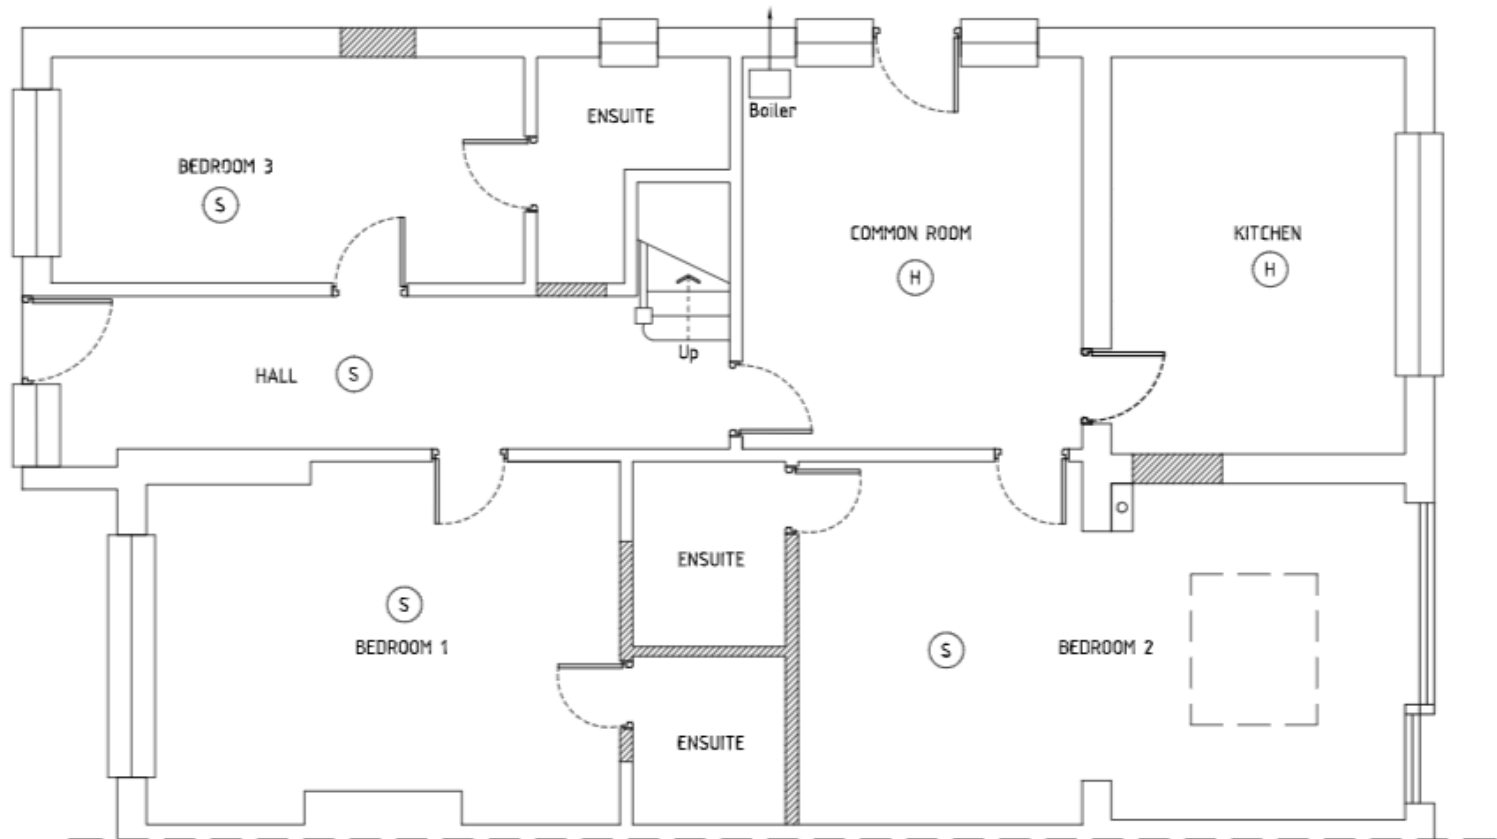 Boiler
ENSUITE
BEDROOM 3
S
COMMON ROOM
H
KITCHEN
H
Up
HALL
S
ENSUITE
S
BEDROOM 1
S
BEDROOM 2
ENSUITE